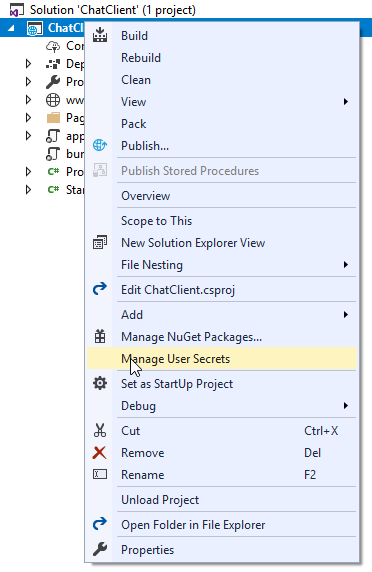 Solution 'ChatClient' (1 project)
ChatCl
Build
Cor
Rebuild
Dep
Clean
Pro
View
ww
Pack
Pag
Publish...
app
bur
Publish Stored Procedures
Pro
Star
Overview
Scope to This
New Solution Explorer View
File Nesting
Edit ChatClient.csproj
Add
Manage NuGet Packages...
Manage User Secrets
Set as StartUp Project
Debug
Cut Ctrl+X
Remove Del
Rename F2
Unload Project
Open Folder in File Explorer
Properties